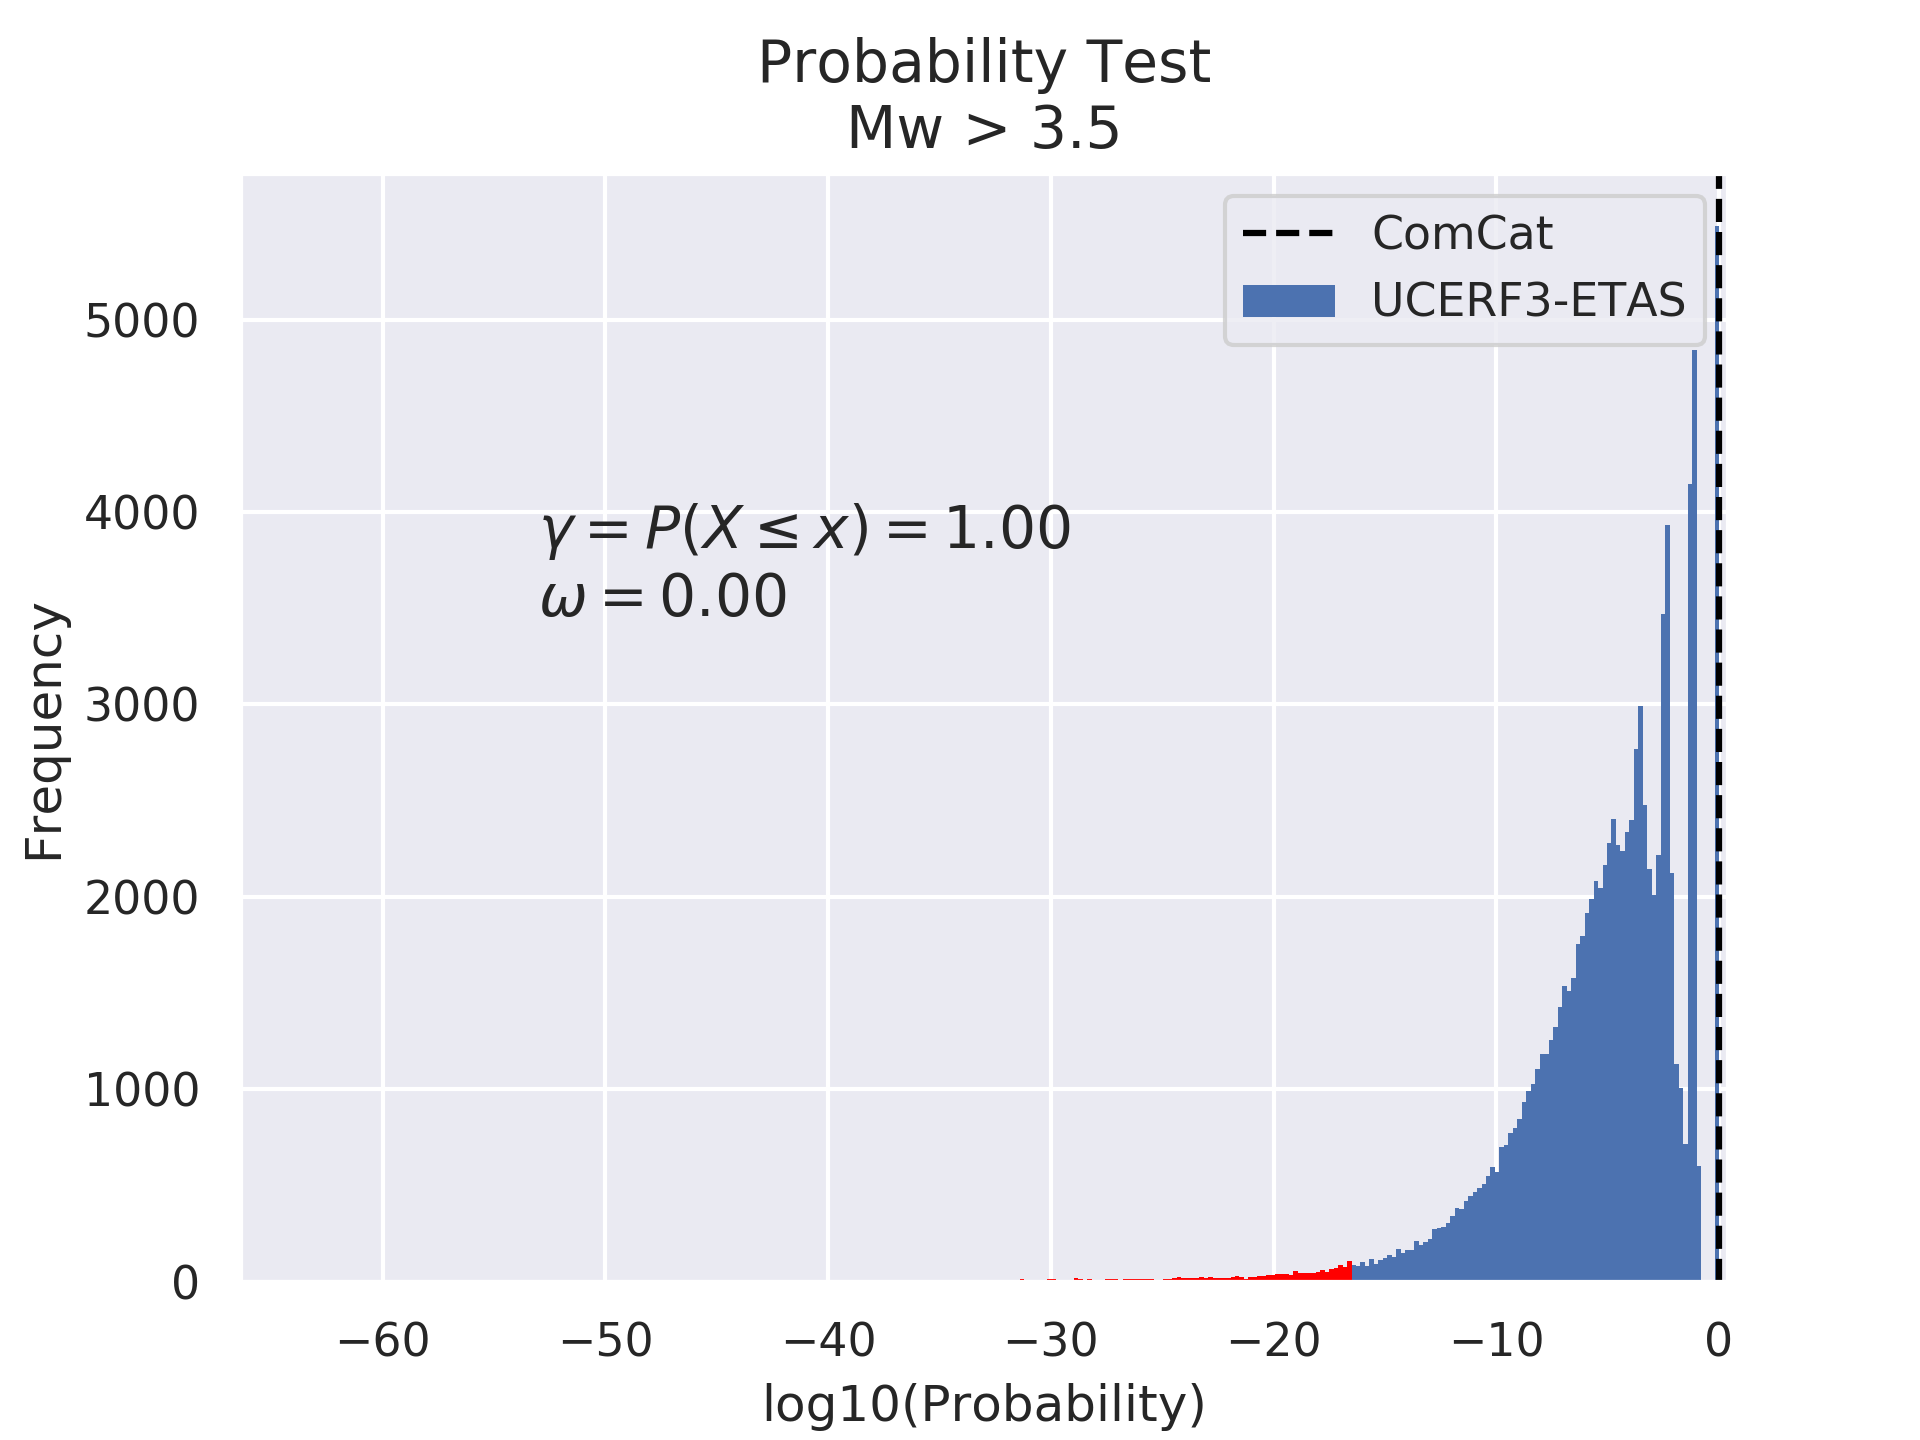 Probability Test
Mw > 3.5
ComCat
UCERF3-ETAS
γ = P(X ≤ x) = 1.00
ω = 0.00
Frequency
5000
4000
3000
2000
1000
0
−60 −50 −40 −30 −20 −10 0
log10(Probability)